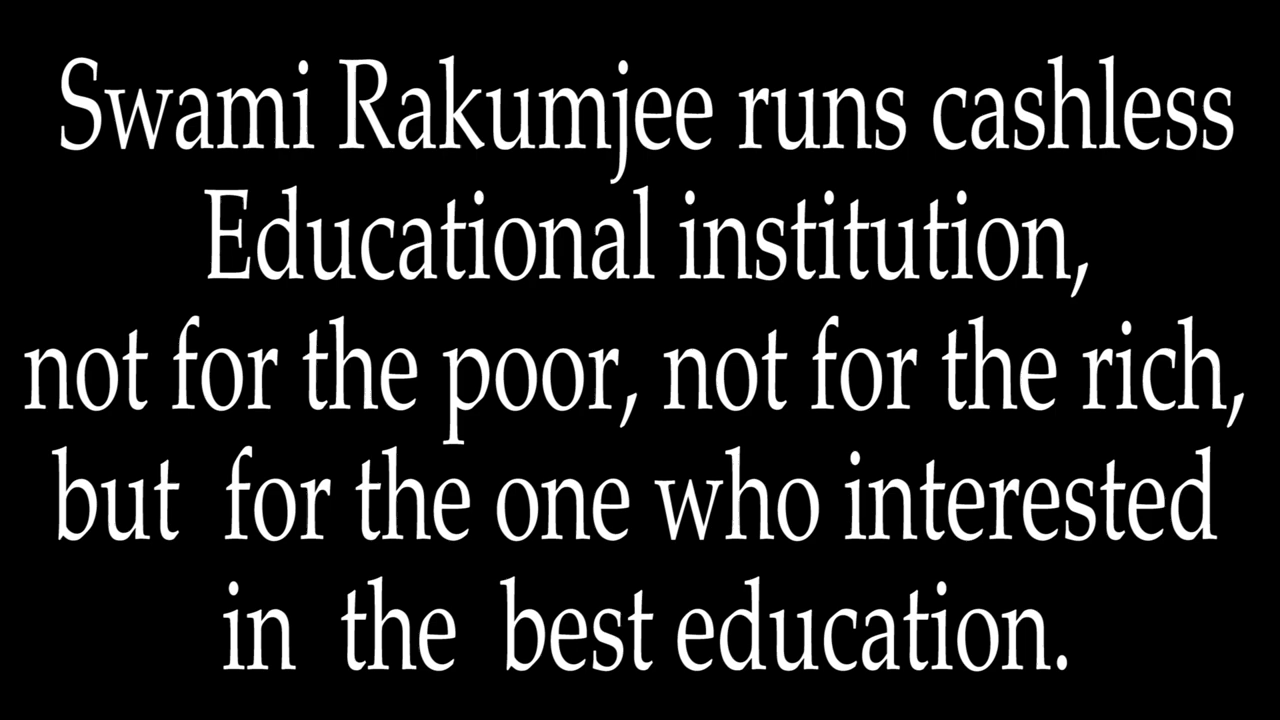 Swami Rakumjee runs cashless
Educational institution,
not for the poor, not for the rich,
but for the one who interested
in the best education.